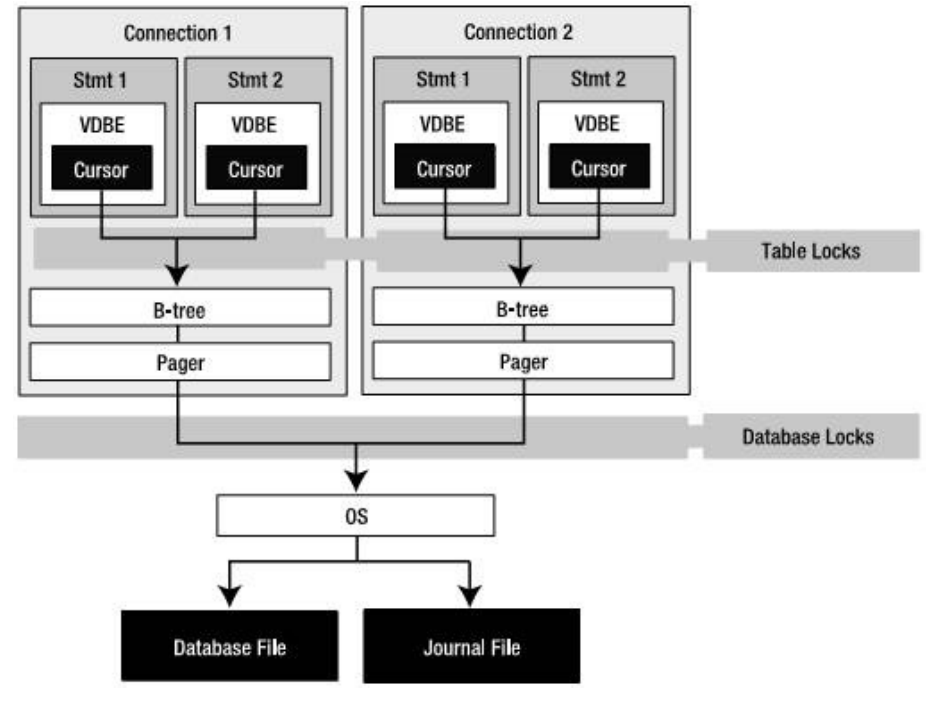 Connection 1
Connection 2
Stmt 1
Stmt 2
Stmt 1
Stmt 2
VDBE
VDBE
VDBE
VDBE
Cursor
Cursor
Cursor
Cursor
Table Locks
B-tree
B-tree
Pager
Pager
Database Locks
OS
Database File
Journal File